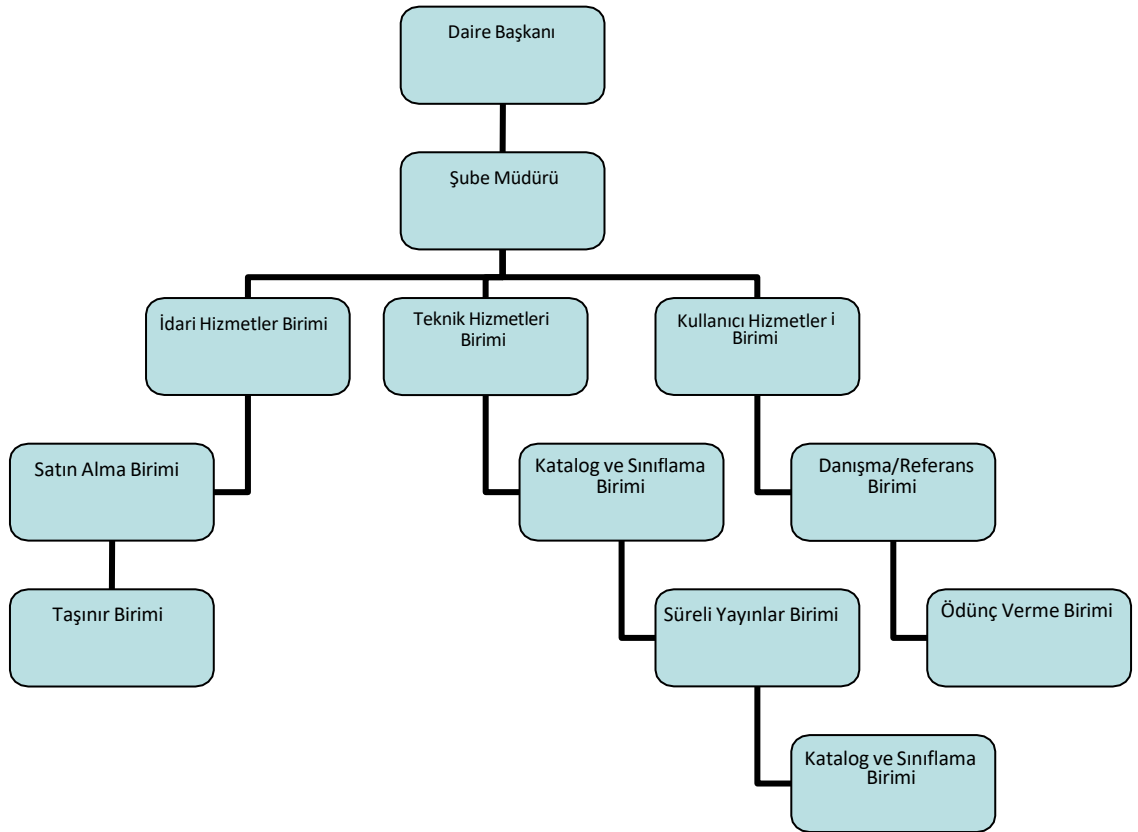 Daire Başkanı
Şube Müdürü
İdari Hizmetler Birimi
Teknik Hizmetleri
Birimi
Kullanıcı Hizmetler i
Birimi
Satın Alma Birimi
Katalog ve Sınıflama
Birimi
Danışma/Referans
Birimi
Taşınır Birimi
Süreli Yayınlar Birimi
Ödünç Verme Birimi
Katalog ve Sınıflama
Birimi